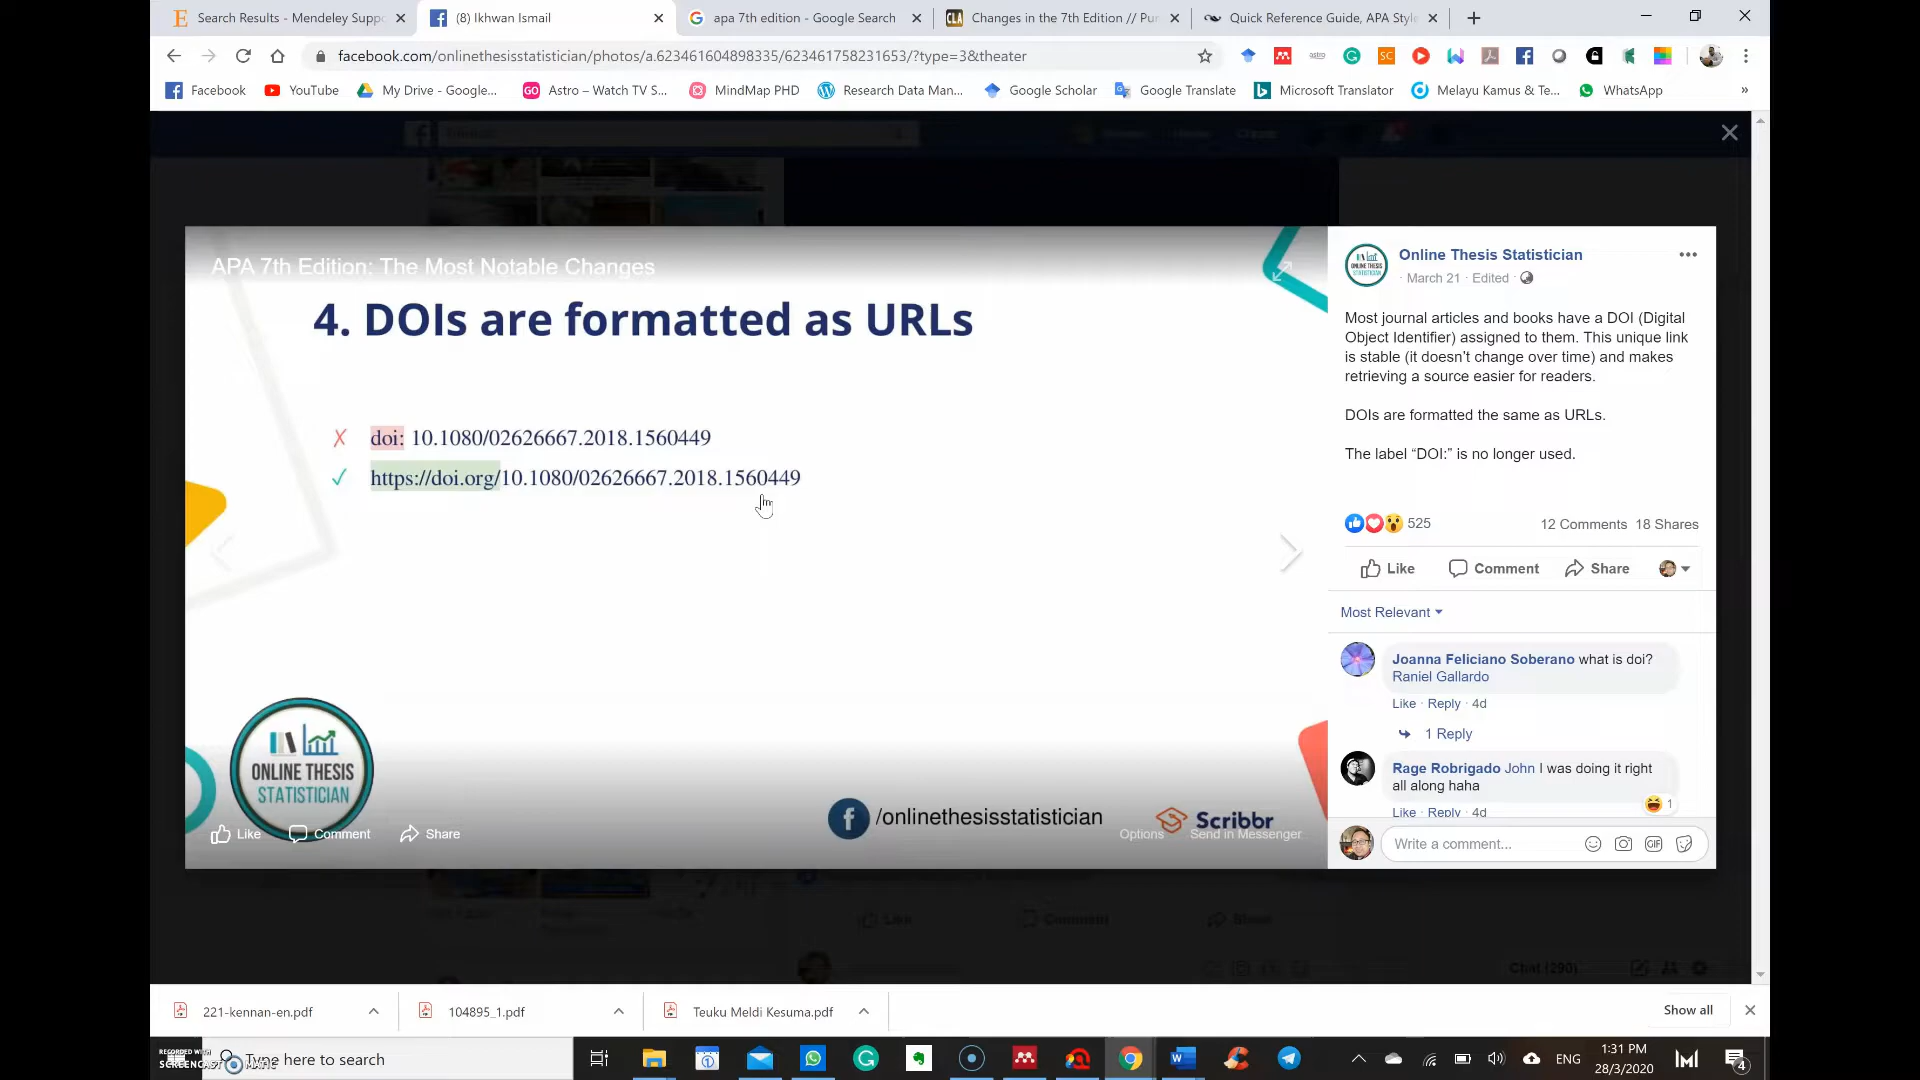 Search Results - Mendeley Suppo
(8) Ikhwan Ismail
apa 7th edition - Google Search
Changes in the 7th Edition // Pur
Quick Reference Guide, APA Style
facebook.com/onlinethesisstatistician/photos/a.623461604898335/623461758231653/?type=3&theater
Facebook
YouTube
My Drive - Google...
Astro – Watch TV S...
MindMap PHD
Research Data Man...
Google Scholar
Google Translate
Microsoft Translator
Melayu Kamus & Te...
WhatsApp
»
APA 7th Edition: The Most Notable Changes
4. DOIs are formatted as URLs
✗ doi: 10.1080/02626667.2018.1560449
✓ https://doi.org/10.1080/02626667.2018.1560449
ONLINE THESIS
STATISTICIAN
/onlinethesisstatistician
Scribbr
Like Comment Share
Options Send in Messenger
Online Thesis Statistician
· March 21 · Edited ·
Most journal articles and books have a DOI (Digital
Object Identifier) assigned to them. This unique link
is stable (it doesn’t change over time) and makes
retrieving a source easier for readers.
DOIs are formatted the same as URLs.
The label “DOI:” is no longer used.
525
12 Comments 18 Shares
Like Comment Share
Most Relevant
Joanna Feliciano Soberano what is doi?
Raniel Gallardo
Like · Reply · 4d
1 Reply
Rage Robrigado John I was doing it right
all along haha
1
Like · Reply · 4d
Write a comment...
GIF
Chat (290)
221-kennan-en.pdf
104895_1.pdf
Teuku Meldi Kesuma.pdf
Show all
RECORDED WITH
SCREENCAST MATIC
Type here to search
ENG
1:31 PM
28/3/2020
4